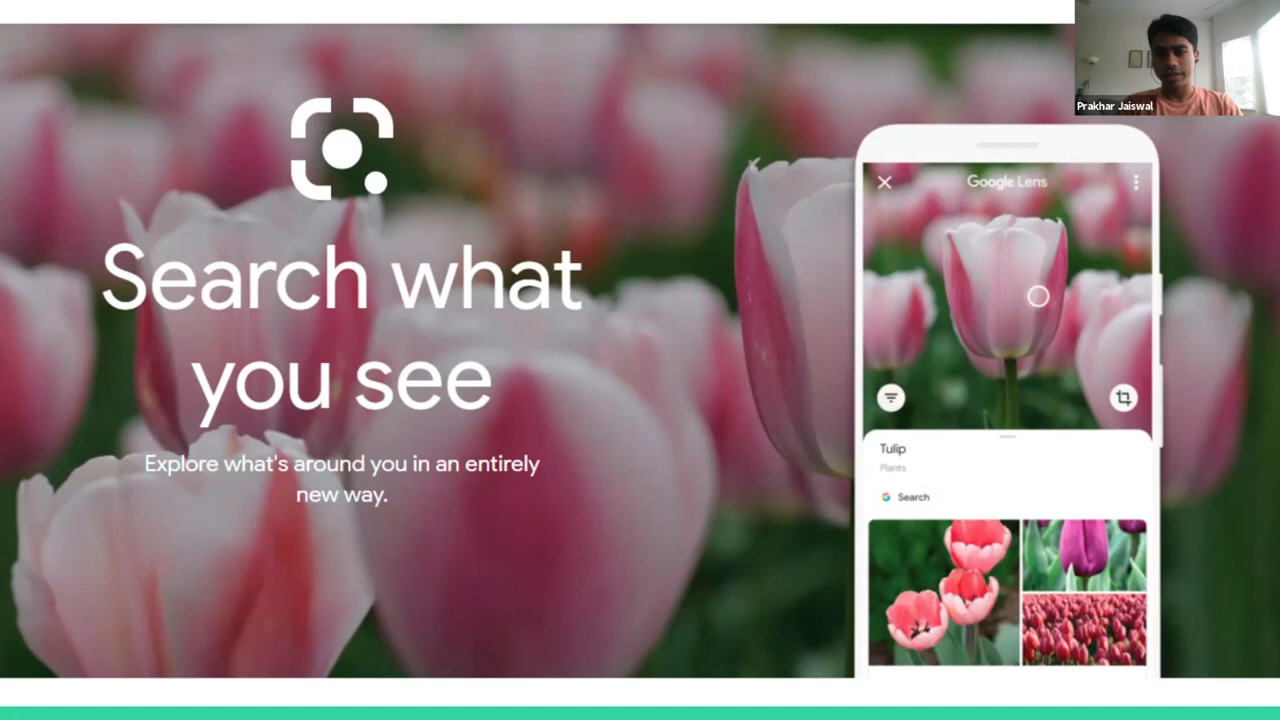 Search what
you see
Explore what's around you in an entirely
new way.
Google Lens
Tulip
Plants
Search
Prakhar Jaiswal